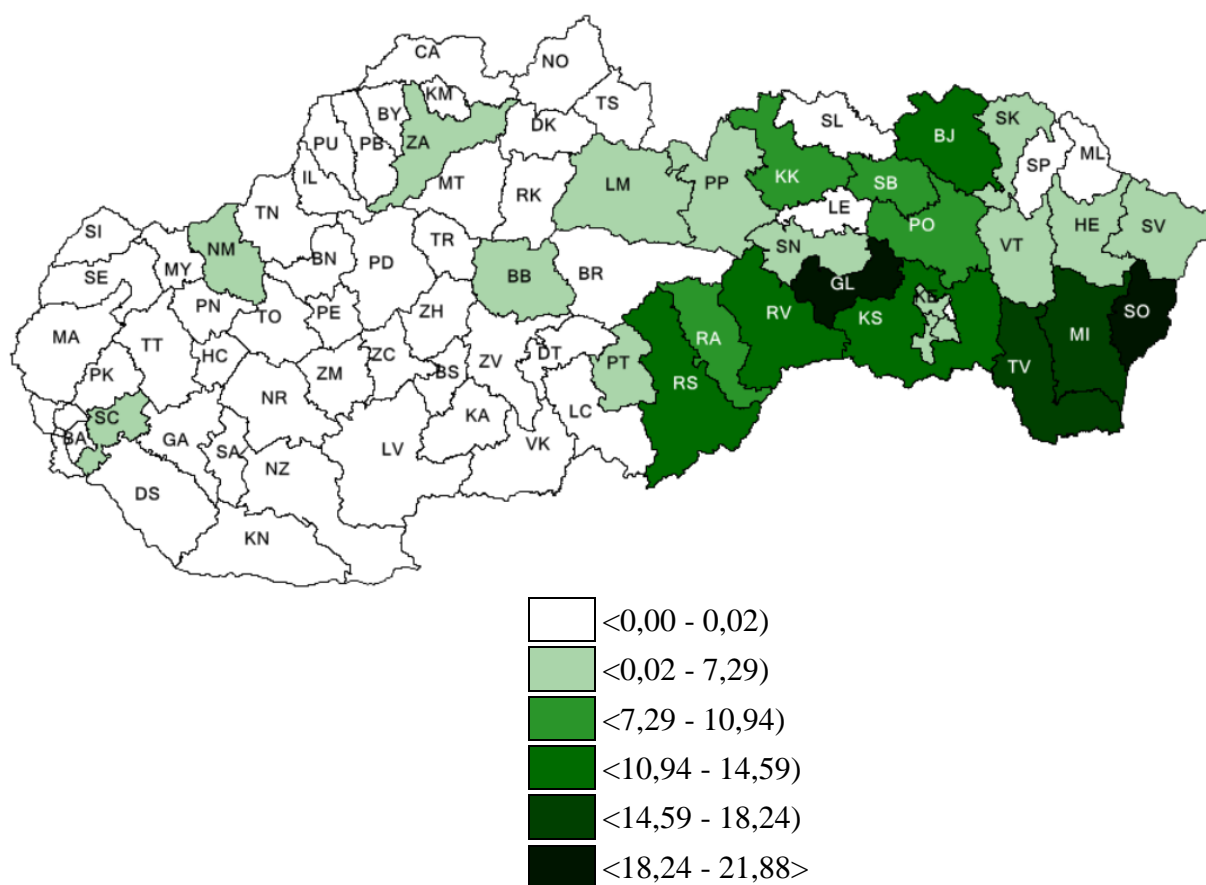 CA
NO
KM
TS
BY
PU
PB
ZA
DK
SL
BJ
SK
SP
ML
IL
MT
RK
LM
PP
KK
SB
LE
TN
PO
HE
SV
SI
NM
TR
SN
VT
MY
BN
PD
BB
BR
SE
GL
KE
SO
PN
PE
ZH
RV
KS
MI
MA
TO
TT
HC
ZC
ZV
DT
RA
TV
PK
ZM
BS
PT
RS
NR
SC
KA
LC
BA
GA
SA
LV
VK
NZ
DS
KN
<0,00 - 0,02)
<0,02 - 7,29)
<7,29 - 10,94)
<10,94 - 14,59)
<14,59 - 18,24)
<18,24 - 21,88>